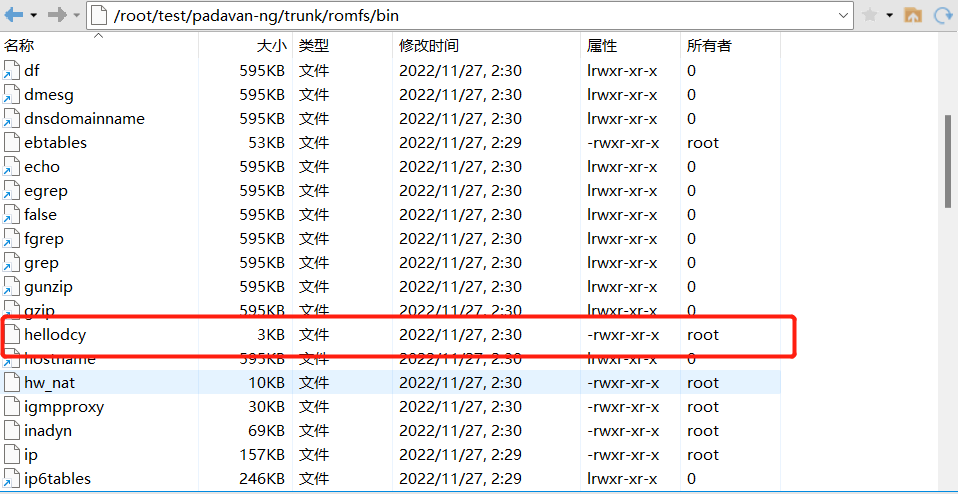 /root/test/padavan-ng/trunk/romfs/bin
名称 大小 类型 修改时间 属性 所有者
df 595KB 文件 2022/11/27, 2:30 lrwxr-xr-x 0
dmesg 595KB 文件 2022/11/27, 2:30 lrwxr-xr-x 0
dnsdomainname 595KB 文件 2022/11/27, 2:30 lrwxr-xr-x 0
ebtables 53KB 文件 2022/11/27, 2:29 -rwxr-xr-x root
echo 595KB 文件 2022/11/27, 2:30 lrwxr-xr-x 0
egrep 595KB 文件 2022/11/27, 2:30 lrwxr-xr-x 0
false 595KB 文件 2022/11/27, 2:30 lrwxr-xr-x 0
fgrep 595KB 文件 2022/11/27, 2:30 lrwxr-xr-x 0
grep 595KB 文件 2022/11/27, 2:30 lrwxr-xr-x 0
gunzip 595KB 文件 2022/11/27, 2:30 lrwxr-xr-x 0
gzip 595KB 文件 2022/11/27, 2:30 lrwxr-xr-x 0
hellodcy 3KB 文件 2022/11/27, 2:30 -rwxr-xr-x root
hostname 595KB 文件 2022/11/27, 2:30 lrwxr-xr-x 0
hw_nat 10KB 文件 2022/11/27, 2:30 -rwxr-xr-x root
igmpproxy 30KB 文件 2022/11/27, 2:30 -rwxr-xr-x root
inadyn 69KB 文件 2022/11/27, 2:30 -rwxr-xr-x root
ip 157KB 文件 2022/11/27, 2:29 -rwxr-xr-x root
ip6tables 246KB 文件 2022/11/27, 2:29 lrwxr-xr-x 0